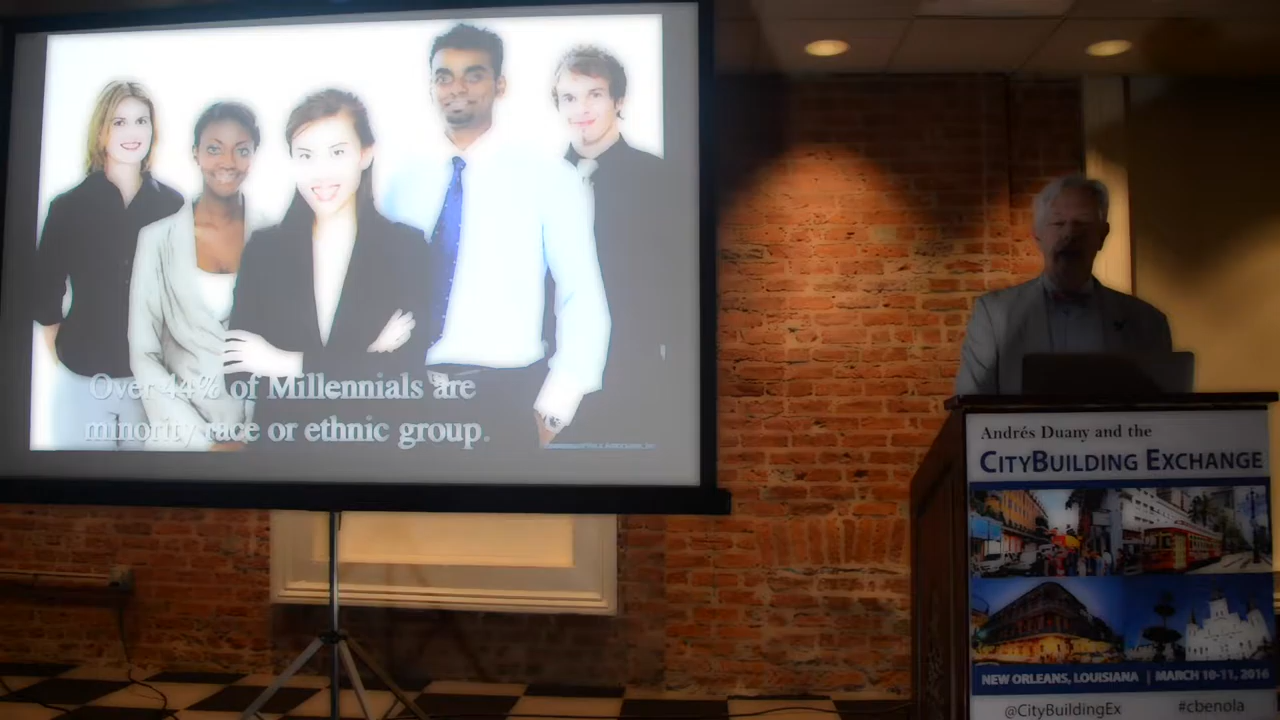 Over 44% of Millennials are
minority race or ethnic group.
Andrés Duany and the
CITYBUILDING EXCHANGE
NEW ORLEANS, LOUISIANA | MARCH 10-11, 2016
@CityBuildingEx #cbenola